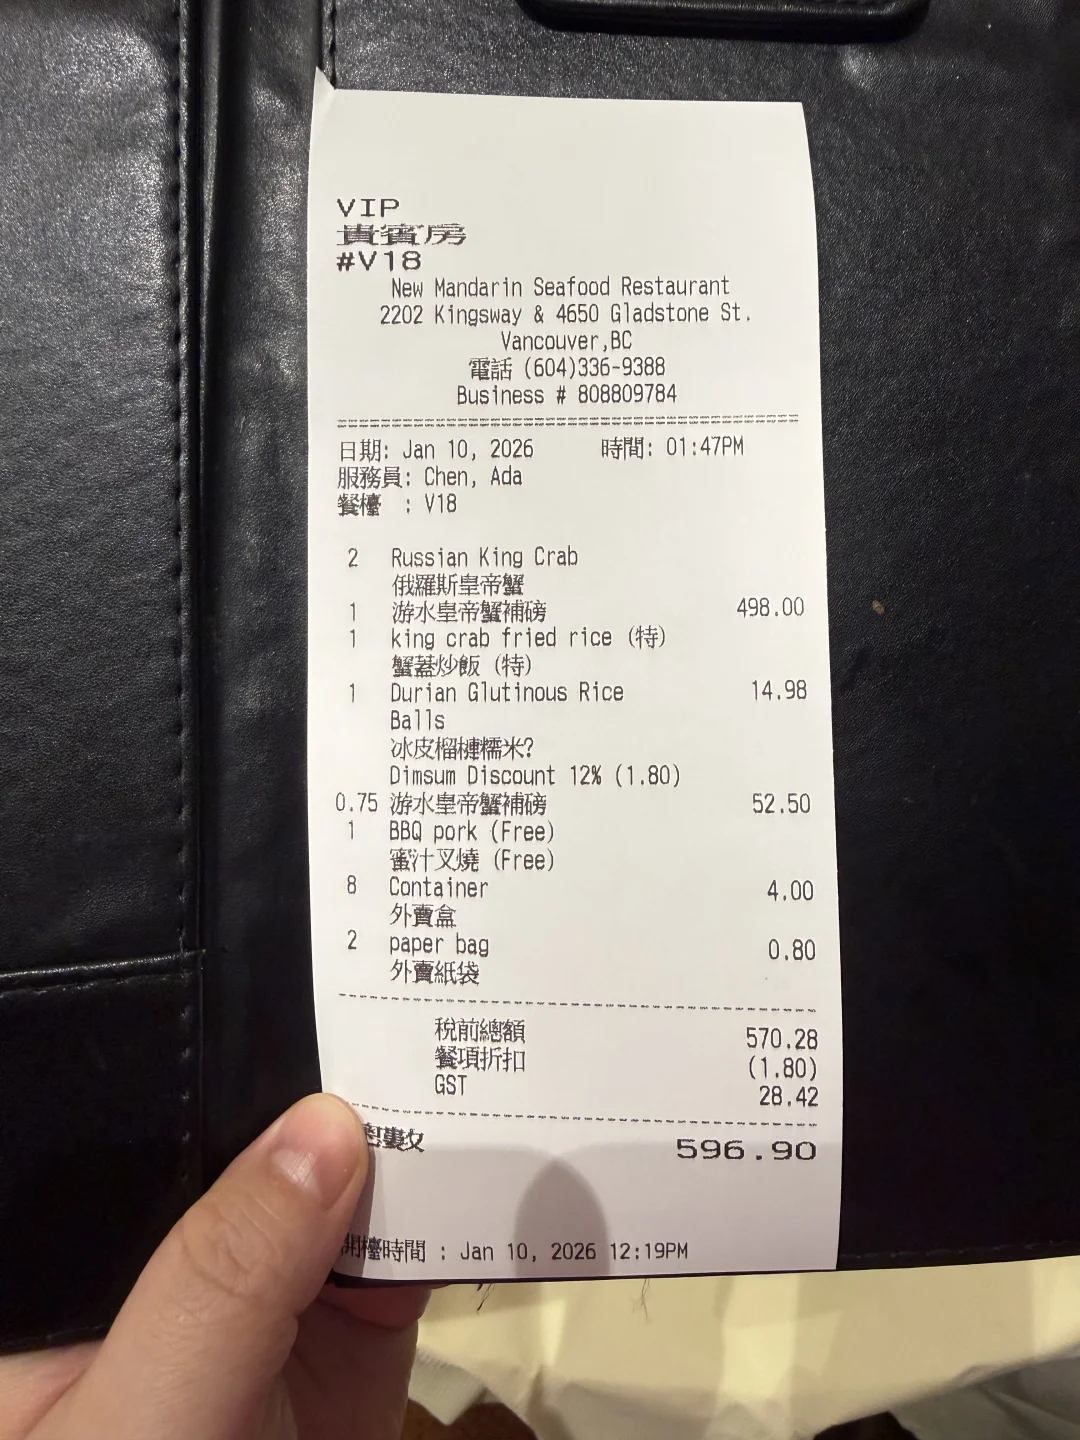 VIP
貴賓房
#V18
New Mandarin Seafood Restaurant
2202 Kingsway & 4650 Gladstone St.
Vancouver,BC
電話 (604)336-9388
Business # 808809784
日期: Jan 10, 2026 時間: 01:47PM
服務員: Chen, Ada
餐檯 : V18
2 Russian King Crab
俄羅斯皇帝蟹
1 游水皇帝蟹補磅 498.00
1 king crab fried rice (特)
蟹蓋炒飯 (特)
1 Durian Glutinous Rice 14.98
Balls
冰皮榴槤糯米?
Dimsum Discount 12% (1.80)
0.75 游水皇帝蟹補磅 52.50
1 BBQ pork (Free)
蜜汁叉燒 (Free)
8 Container 4.00
外賣盒
2 paper bag 0.80
外賣紙袋
稅前總額 570.28
餐項折扣 (1.80)
GST 28.42
總數 596.90
開檯時間 : Jan 10, 2026 12:19PM